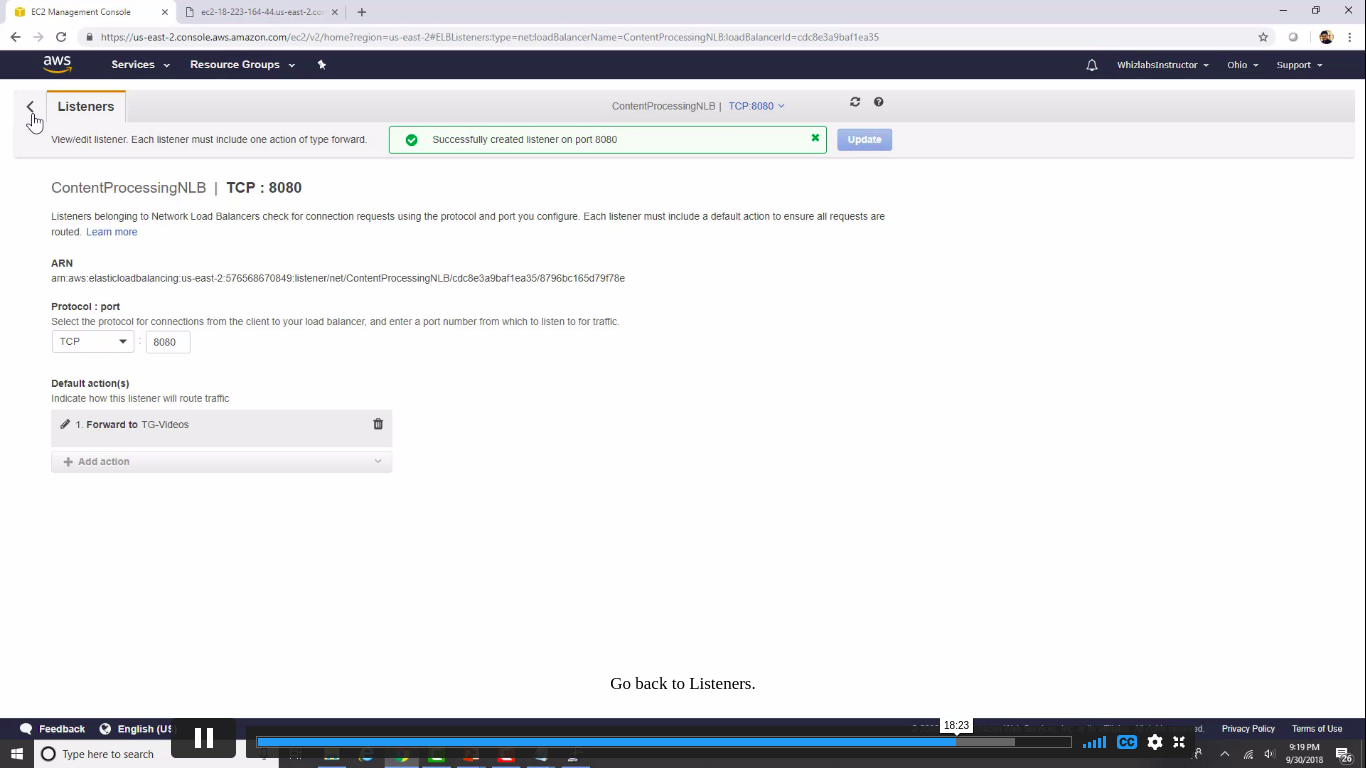 EC2 Management Console
ec2-18-223-164-44.us-east-2.co
https://us-east-2.console.aws.amazon.com/ec2/v2/home?region=us-east-2#ELBListeners:type=net;loadBalancerName=ContentProcessingNLB;loadBalancerId=cdc8e3a9baf1ea35
aws Services Resource Groups WhizlabsInstructor Ohio Support
Listeners ContentProcessingNLB | TCP:8080
View/edit listener. Each listener must include one action of type forward. Successfully created listener on port 8080 Update
ContentProcessingNLB | TCP : 8080
Listeners belonging to Network Load Balancers check for connection requests using the protocol and port you configure. Each listener must include a default action to ensure all requests are
routed. Learn more
ARN
arn:aws:elasticloadbalancing:us-east-2:576568670849:listener/net/ContentProcessingNLB/cdc8e3a9baf1ea35/8796bc165d79f78e
Protocol : port
Select the protocol for connections from the client to your load balancer, and enter a port number from which to listen to for traffic.
TCP : 8080
Default action(s)
Indicate how this listener will route traffic
1. Forward to TG-Videos
Add action
Go back to Listeners.
18:23
Feedback English (US Privacy Policy Terms of Use
CC
Type here to search 9:19 PM
9/30/2018 26